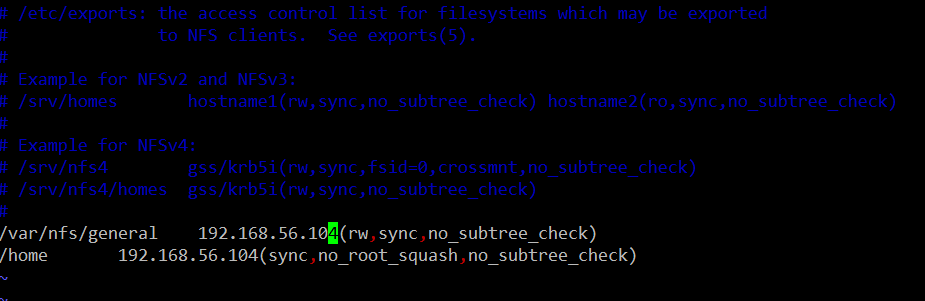 # /etc/exports: the access control list for filesystems which may be exported
#               to NFS clients.  See exports(5).
#
# Example for NFSv2 and NFSv3:
# /srv/homes       hostname1(rw,sync,no_subtree_check) hostname2(ro,sync,no_subtree_check)
#
# Example for NFSv4:
# /srv/nfs4        gss/krb5i(rw,sync,fsid=0,crossmnt,no_subtree_check)
# /srv/nfs4/homes  gss/krb5i(rw,sync,no_subtree_check)
#
/var/nfs/general    192.168.56.104(rw,sync,no_subtree_check)
/home       192.168.56.104(sync,no_root_squash,no_subtree_check)
~
~